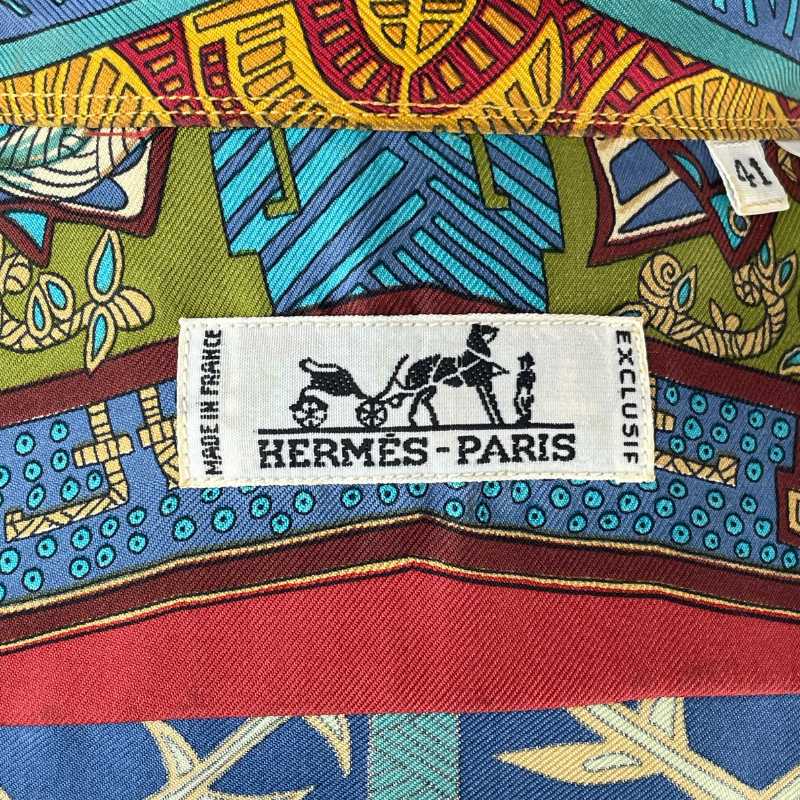 41
MADE IN FRANCE
HERMÈS-PARIS
EXCLUSIF